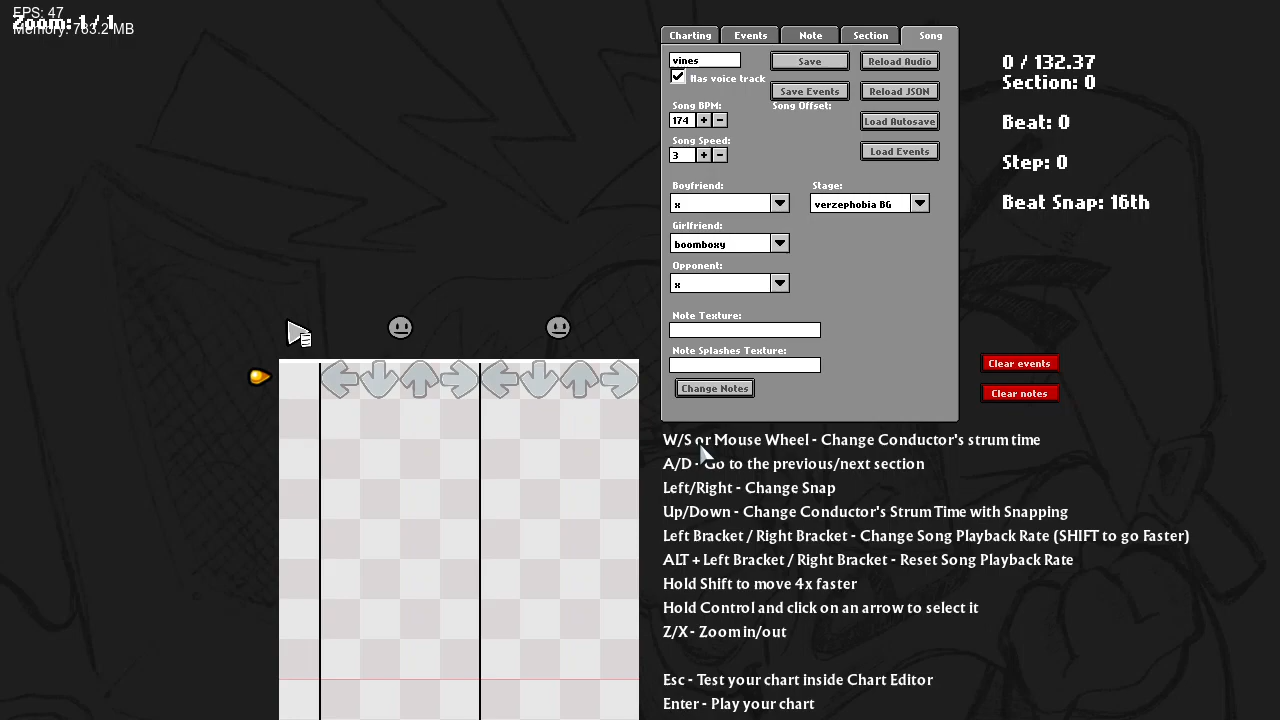 FPS: 47
Zoom: 1 / 1
Memory: 783.2 MB
Charting
Events
Note
Section
Song
vines
Save
Reload Audio
Has voice track
Save Events
Reload JSON
Song BPM:
Song Offset:
174
+
-
Load Autosave
Song Speed:
3
+
-
Load Events
Boyfriend:
Stage:
x
verzephobia BG
Girlfriend:
boomboxy
Opponent:
x
Note Texture:
Note Splashes Texture:
Change Notes
0 / 132.37
Section: 0
Beat: 0
Step: 0
Beat Snap: 16th
Clear events
Clear notes
W/S or Mouse Wheel - Change Conductor's strum time
A/D - Go to the previous/next section
Left/Right - Change Snap
Up/Down - Change Conductor's Strum Time with Snapping
Left Bracket / Right Bracket - Change Song Playback Rate (SHIFT to go Faster)
ALT + Left Bracket / Right Bracket - Reset Song Playback Rate
Hold Shift to move 4x faster
Hold Control and click on an arrow to select it
Z/X - Zoom in/out
Esc - Test your chart inside Chart Editor
Enter - Play your chart